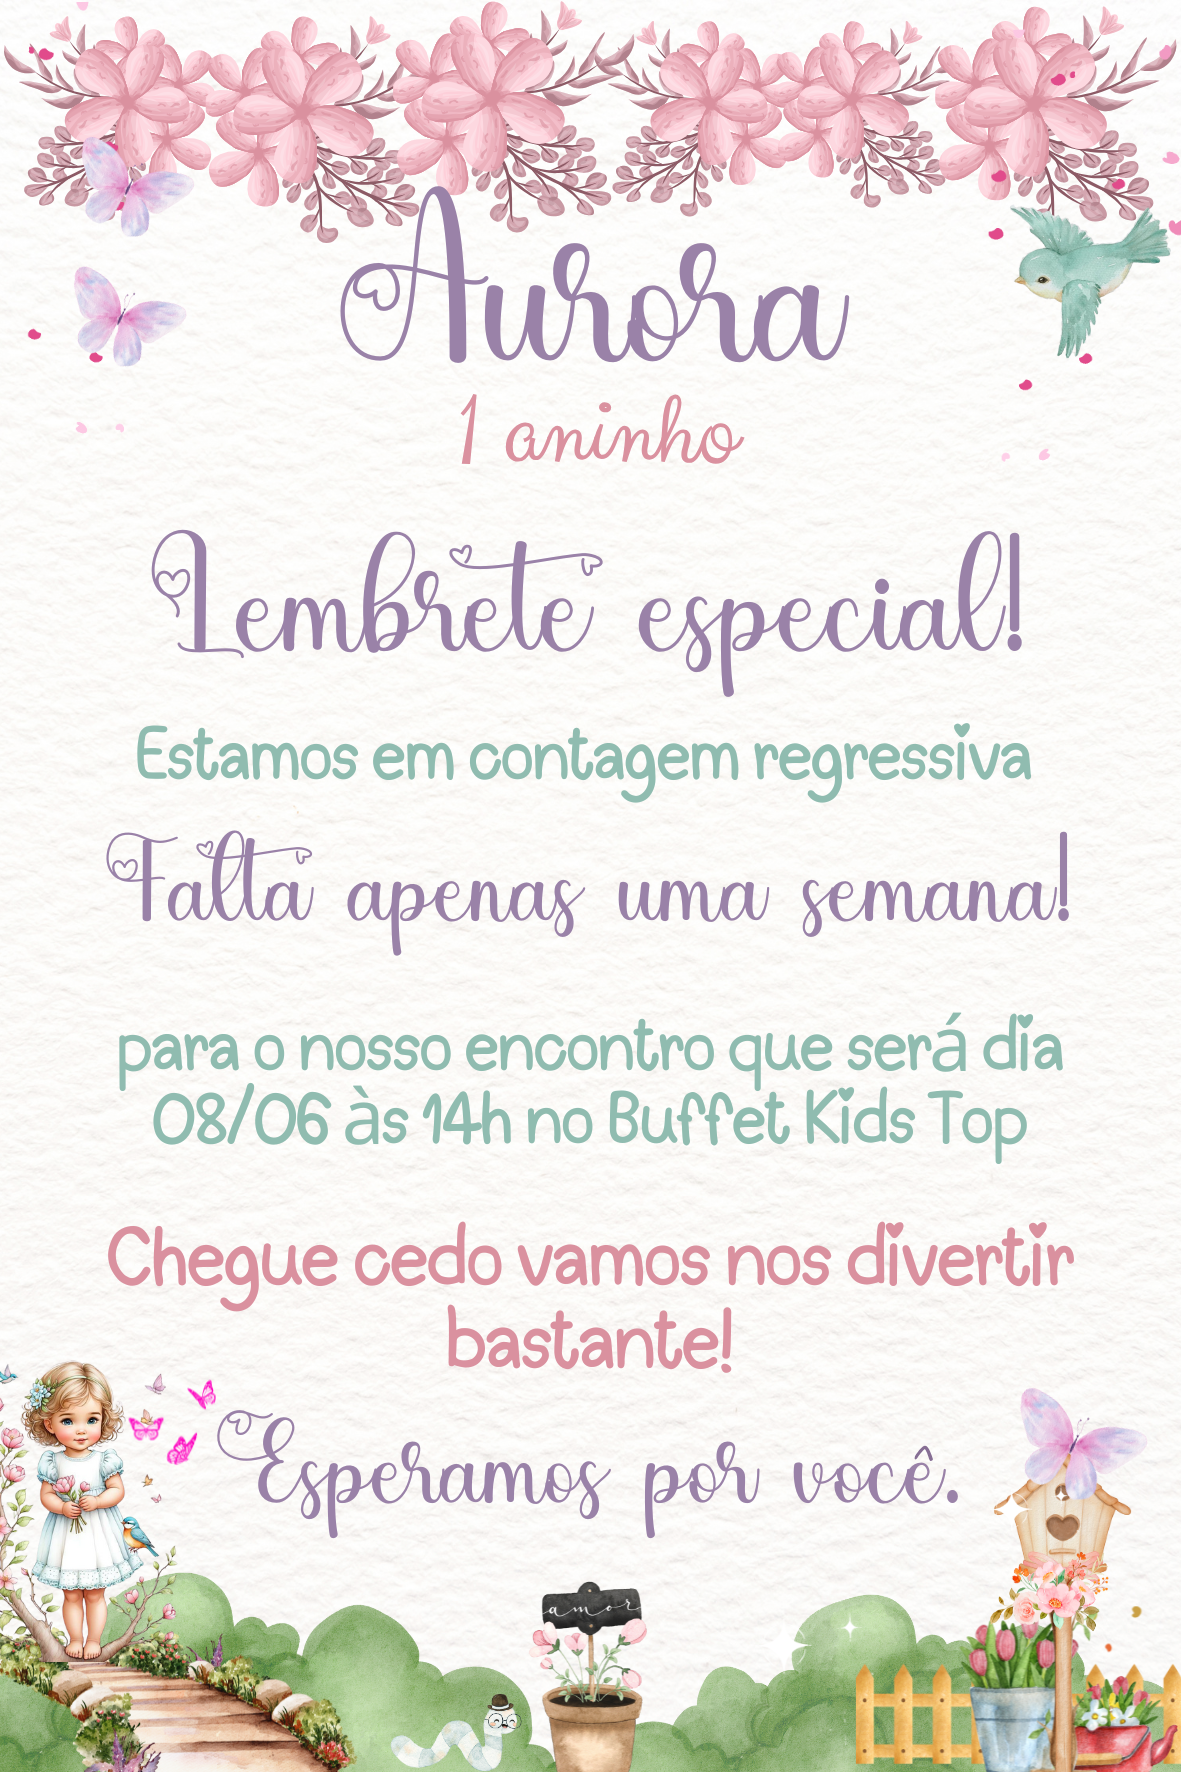 Aurora
1 aninho
Lembrete especial!
Estamos em contagem regressiva
Falta apenas uma semana!
para o nosso encontro que será dia
08/06 às 14h no Buffet Kids Top
Chegue cedo vamos nos divertir
bastante!
Esperamos por você.
amor